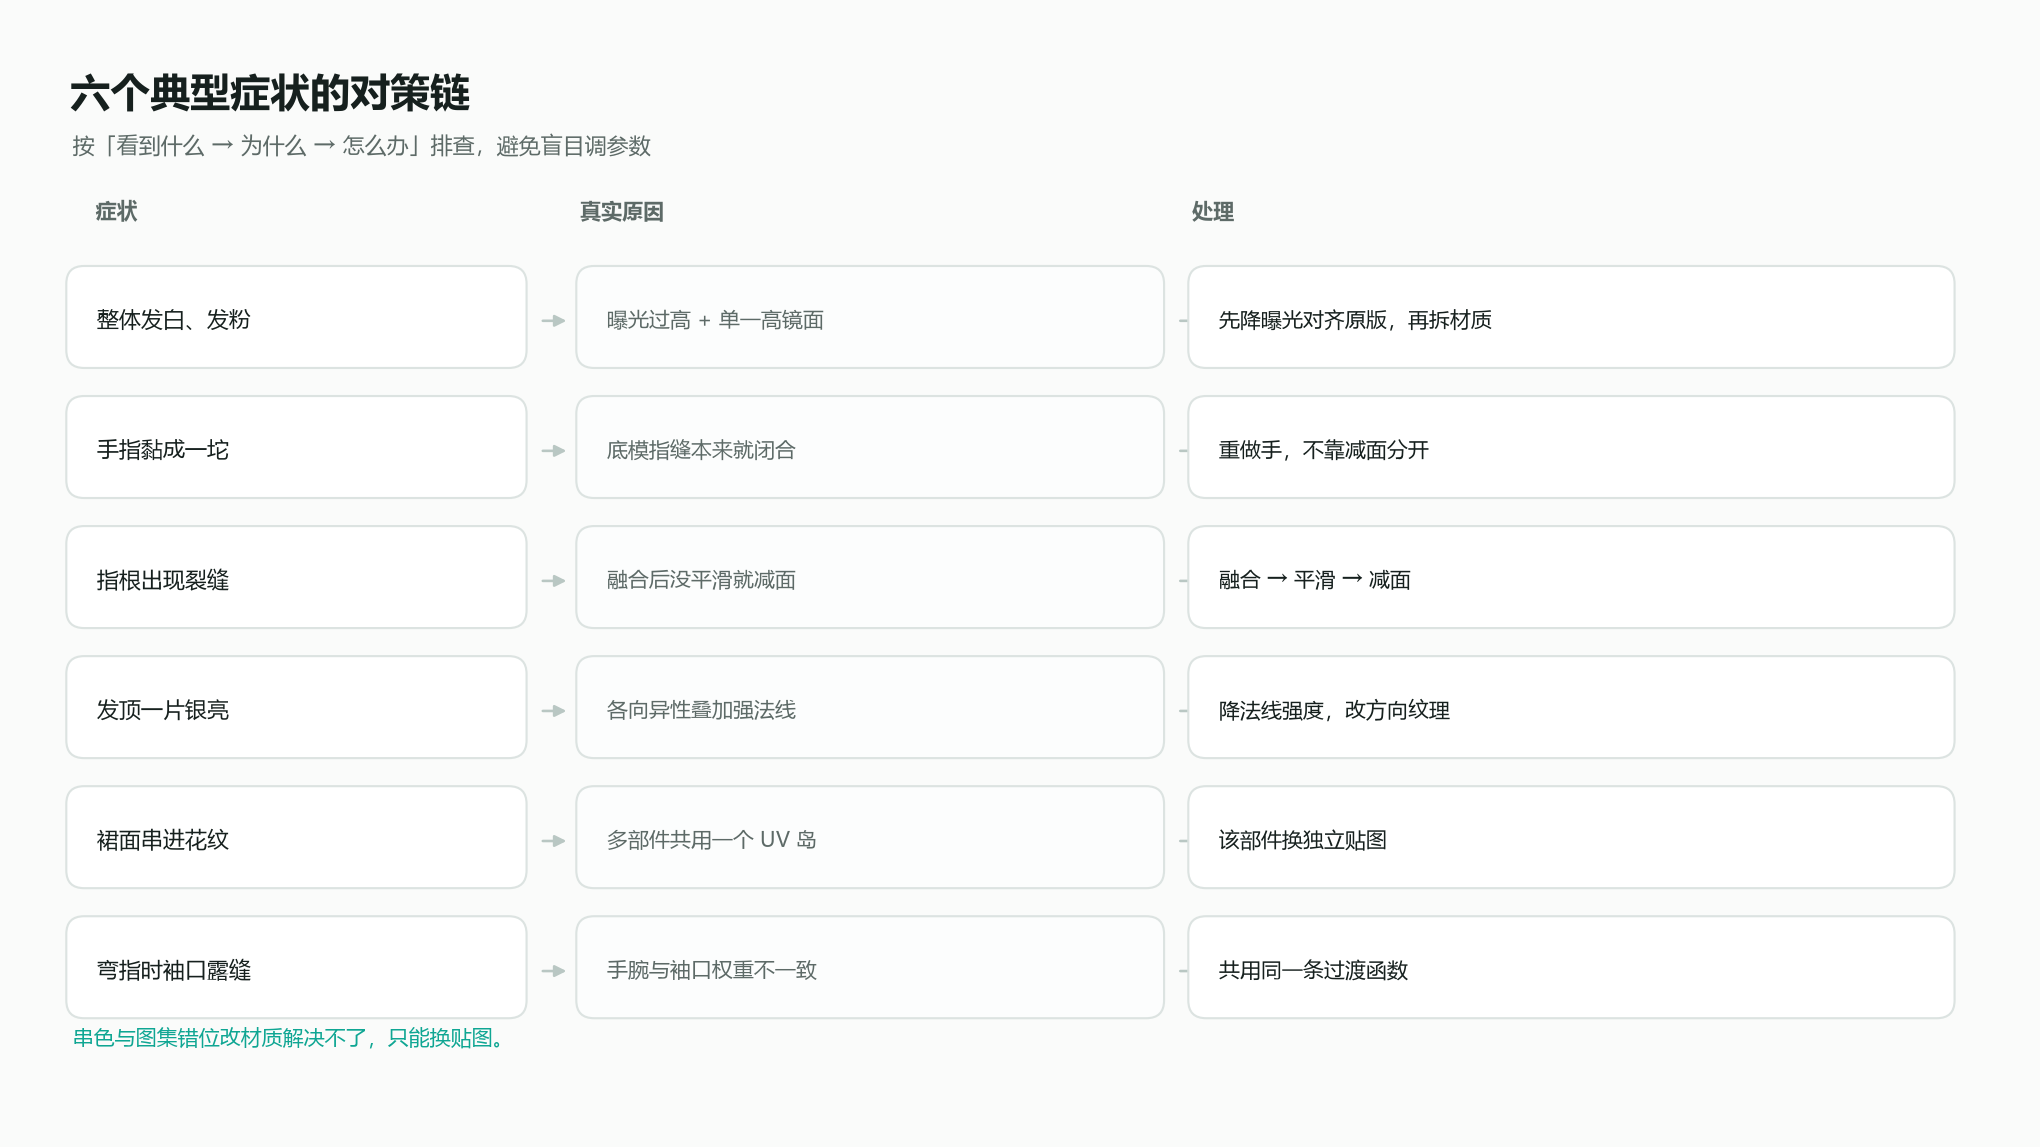 六个典型症状的对策链
按「看到什么 → 为什么 → 怎么办」排查，避免盲目调参数
症状 真实原因 处理
整体发白、发粉 曝光过高 + 单一高镜面 先降曝光对齐原版，再拆材质
手指黏成一坨 底模指缝本来就闭合 重做手，不靠减面分开
指根出现裂缝 融合后没平滑就减面 融合 → 平滑 → 减面
发顶一片银亮 各向异性叠加强法线 降法线强度，改方向纹理
裙面串进花纹 多部件共用一个 UV 岛 该部件换独立贴图
弯指时袖口露缝 手腕与袖口权重不一致 共用同一条过渡函数
串色与图集错位改材质解决不了，只能换贴图。